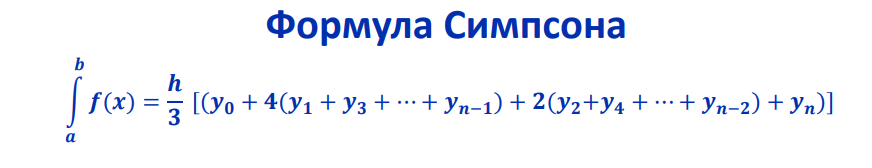 Формула Симпсона
∫ₐᵇ f(x) = h/3 [(y₀ + 4(y₁ + y₃ + ⋯ + yₙ₋₁) + 2(y₂+y₄ + ⋯ + yₙ₋₂) + yₙ)]